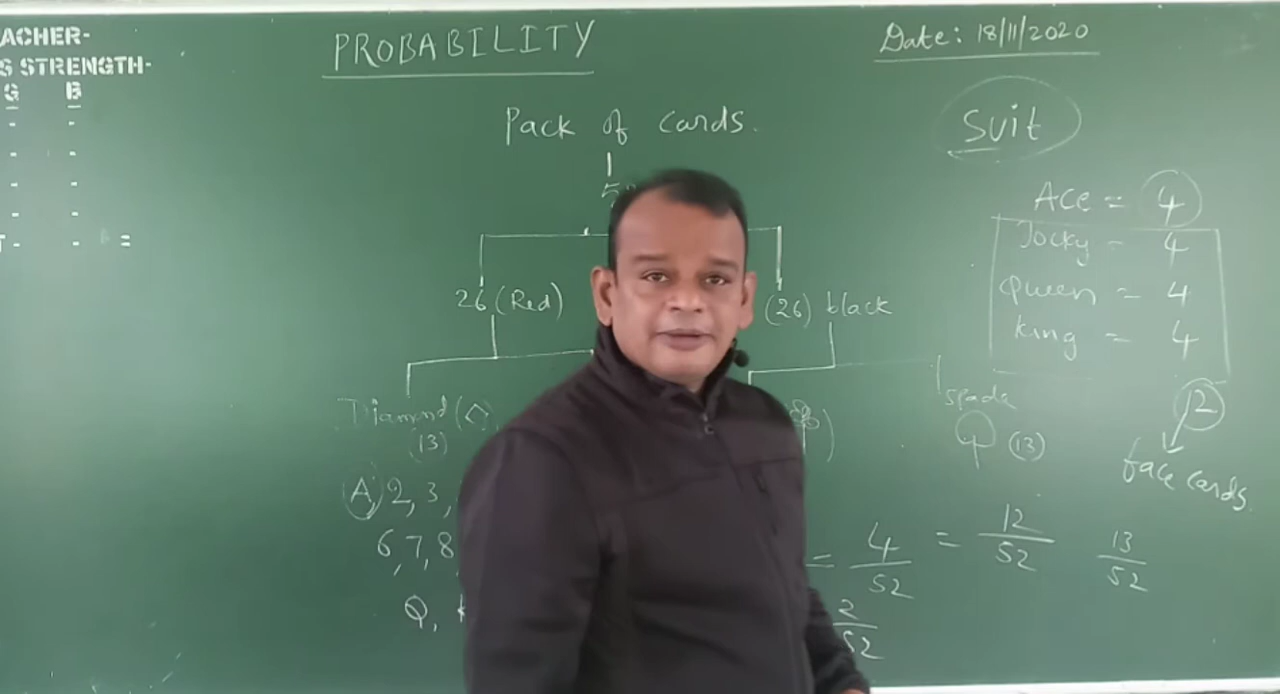 ACHER-
S STRENGTH-
G B
PROBABILITY
Date: 18/11/2020
Pack of cards.
Suit
Ace = 4
Jocky - 4
Queen = 4
king - 4
12
face cards
26 (Red)
(26) black
Diamond (◇)
(13)
spade
(13)
A, 2, 3,
6, 7, 8
Q,
= 4/52 = 12/52 13/52
2/52